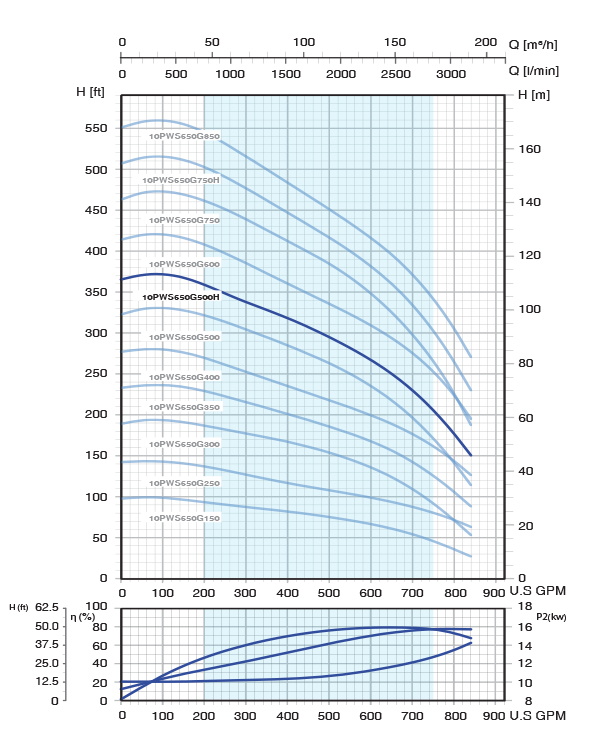 0 50 100 150 200 Q [m³/h]
0 500 1000 1500 2000 2500 3000 Q [l/min]
H [ft] H [m]
550
160
500
450
140
400
120
350
100
300
80
250
200
60
150
40
100
20
50
0 0
10PWS650G850
10PWS650G750H
10PWS650G750
10PWS650G600
10PWS650G500H
10PWS650G500
10PWS650G400
10PWS650G350
10PWS650G300
10PWS650G250
10PWS650G150
0 100 200 300 400 500 600 700 800 900 U.S GPM
H (ft) 62.5 100 18
η (%) P2(kw)
50.0 80 16
37.5 60 14
25.0 40 12
12.5 20 10
0 0 8
0 100 200 300 400 500 600 700 800 900 U.S GPM